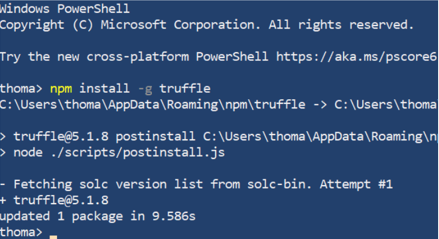 Windows PowerShell
Copyright (C) Microsoft Corporation. All rights reserved.
Try the new cross-platform PowerShell https://aka.ms/pscore6
thoma> npm install -g truffle
C:\Users\thoma\AppData\Roaming\npm\truffle -> C:\Users\thoma
> truffle@5.1.8 postinstall C:\Users\thoma\AppData\Roaming\n
> node ./scripts/postinstall.js
- Fetching solc version list from solc-bin. Attempt #1
+ truffle@5.1.8
updated 1 package in 9.586s
thoma>